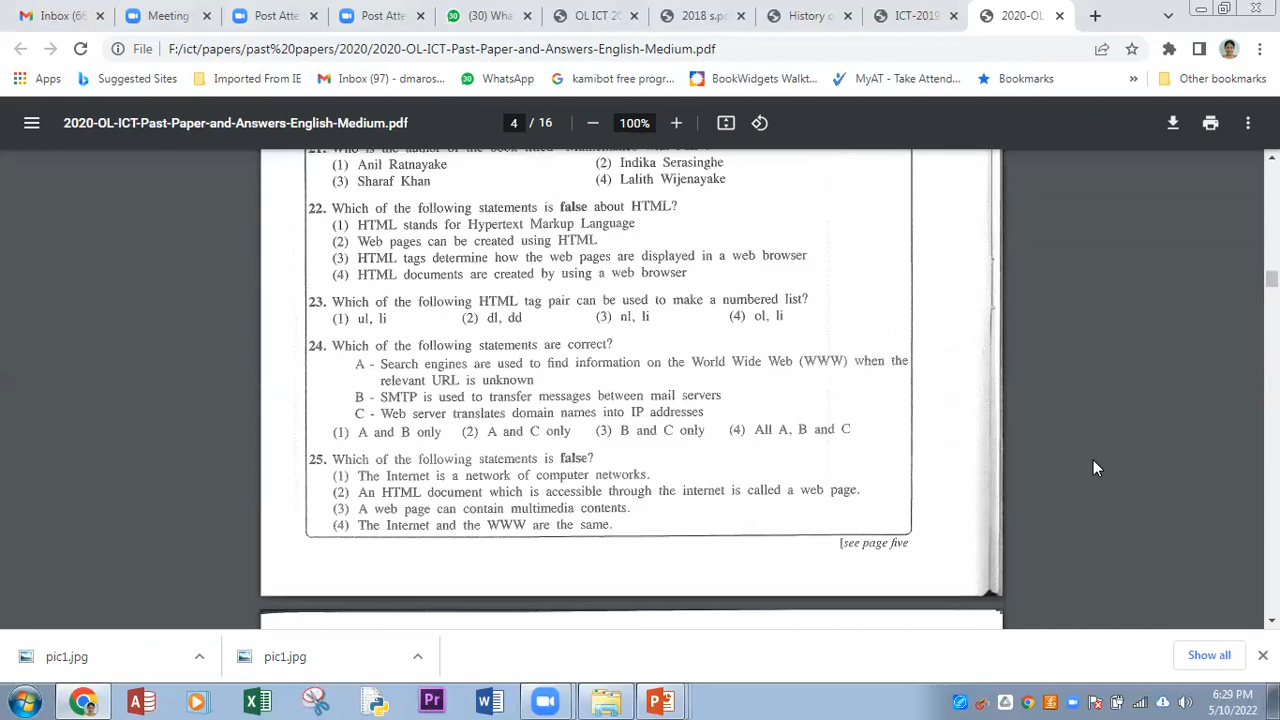 Inbox (66
Meeting
Post Atte
Post Atte
(30) Wha
OL ICT 20
2018 s.pa
History o
ICT-2019
2020-OL-
File
F:/ict/papers/past%20papers/2020/2020-OL-ICT-Past-Paper-and-Answers-English-Medium.pdf
Apps
Suggested Sites
Imported From IE
Inbox (97) - dmaros...
WhatsApp
kamibot free progr...
BookWidgets Walkt...
MyAT - Take Attend...
Bookmarks
»
Other bookmarks
2020-OL-ICT-Past-Paper-and-Answers-English-Medium.pdf
4 / 16
100%
(1) Anil Ratnayake (2) Indika Serasinghe
(3) Sharaf Khan (4) Lalith Wijenayake
22. Which of the following statements is false about HTML?
(1) HTML stands for Hypertext Markup Language
(2) Web pages can be created using HTML
(3) HTML tags determine how the web pages are displayed in a web browser
(4) HTML documents are created by using a web browser
23. Which of the following HTML tag pair can be used to make a numbered list?
(1) ul, li (2) dl, dd (3) nl, li (4) ol, li
24. Which of the following statements are correct?
A - Search engines are used to find information on the World Wide Web (WWW) when the
relevant URL is unknown
B - SMTP is used to transfer messages between mail servers
C - Web server translates domain names into IP addresses
(1) A and B only (2) A and C only (3) B and C only (4) All A, B and C
25. Which of the following statements is false?
(1) The Internet is a network of computer networks.
(2) An HTML document which is accessible through the internet is called a web page.
(3) A web page can contain multimedia contents.
(4) The Internet and the WWW are the same.
[see page five
pic1.jpg
pic1.jpg
Show all
6:29 PM
5/10/2022